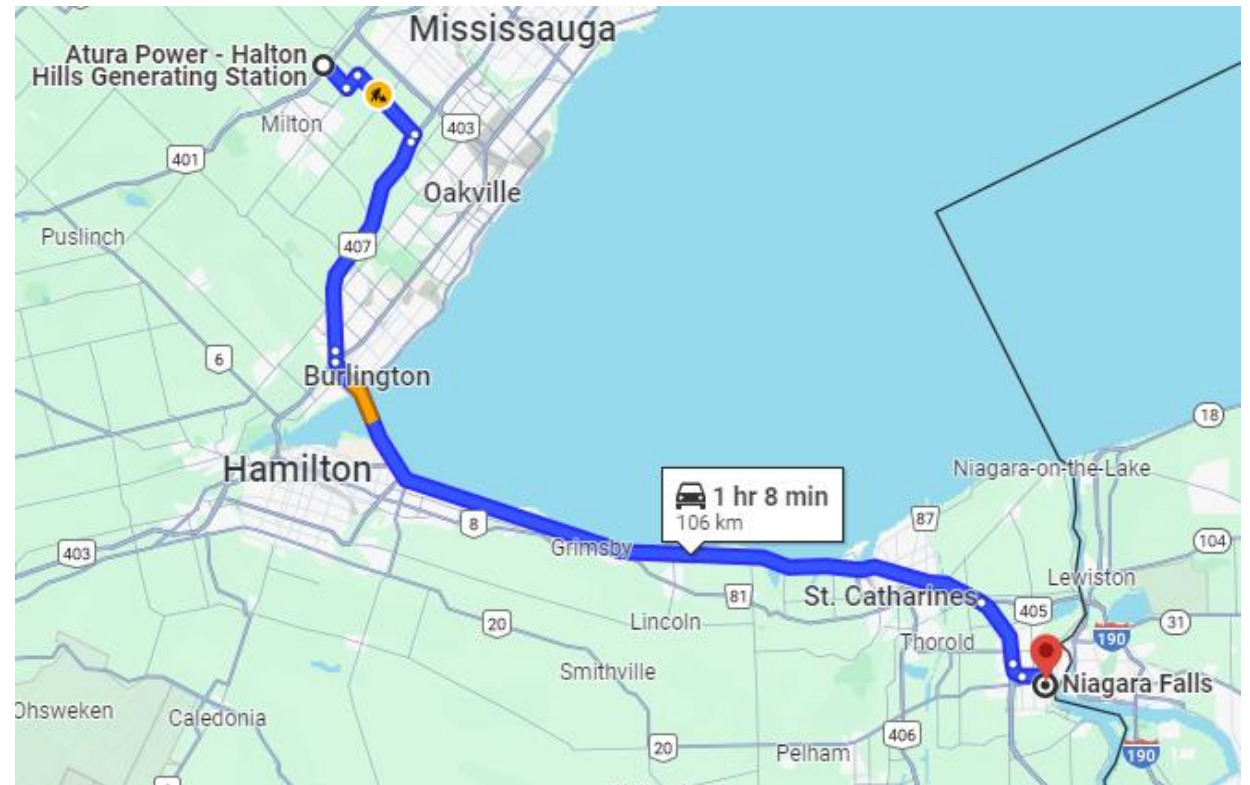 Mississauga
Atura Power - Halton
Hills Generating Station
Milton
403
401
Oakville
Puslinch
407
6
Burlington
18
Hamilton
Niagara-on-the-Lake
1 hr 8 min
106 km
8
87
403
Grimsby
104
Lewiston
81
St. Catharines
405
20
Lincoln
31
Thorold
190
Smithville
Niagara Falls
Ohsweken
Caledonia
406
20
Pelham
190